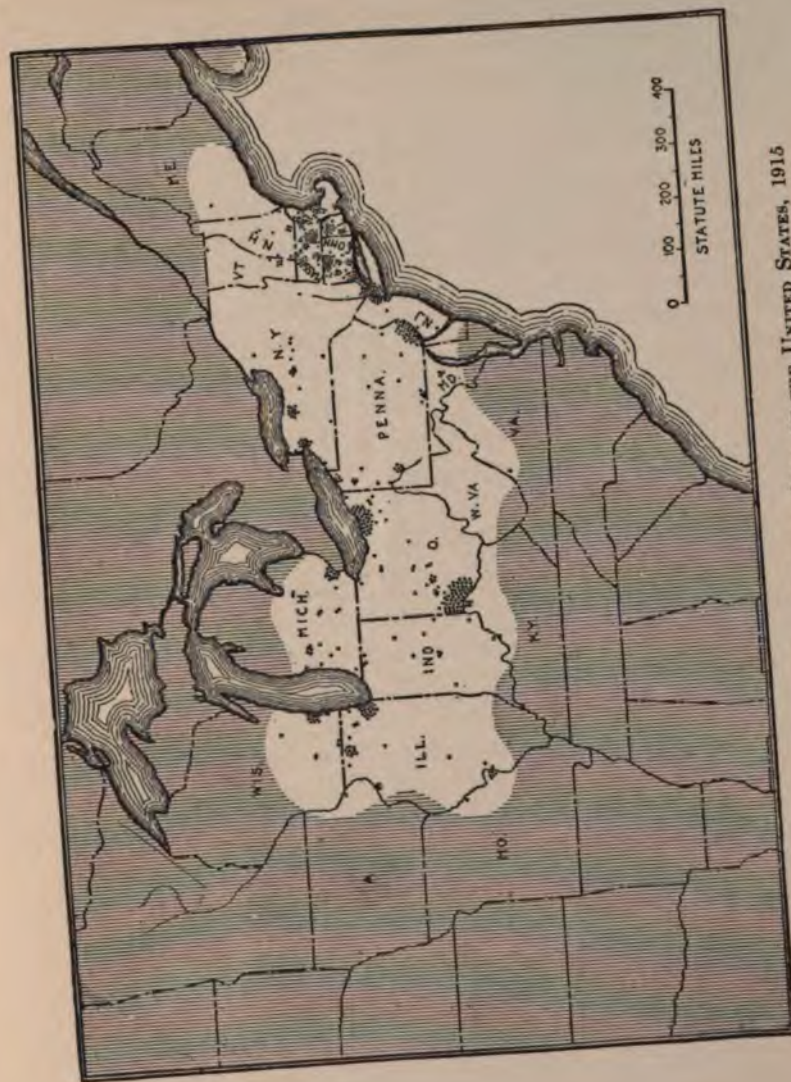 ME.
VT
N.H
MASS
CONN
N.Y
PENNA.
N.J
MD
VA.
W.VA
O.
MICH.
IND
KY.
WIS.
ILL.
MO.
A
0 100 200 300 400
STATUTE MILES
UNITED STATES, 1915